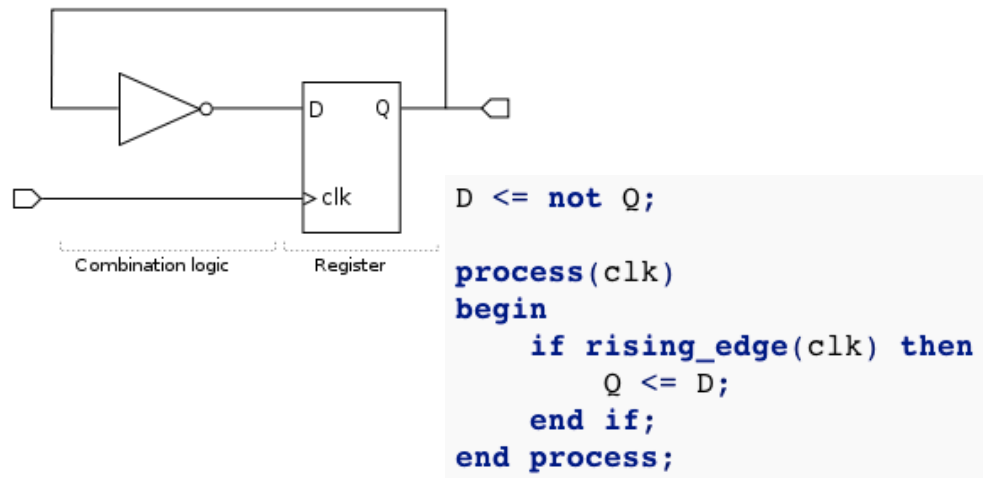 D Q
clk
Combination logic Register
D <= not Q;
process(clk)
begin
    if rising_edge(clk) then
        Q <= D;
    end if;
end process;